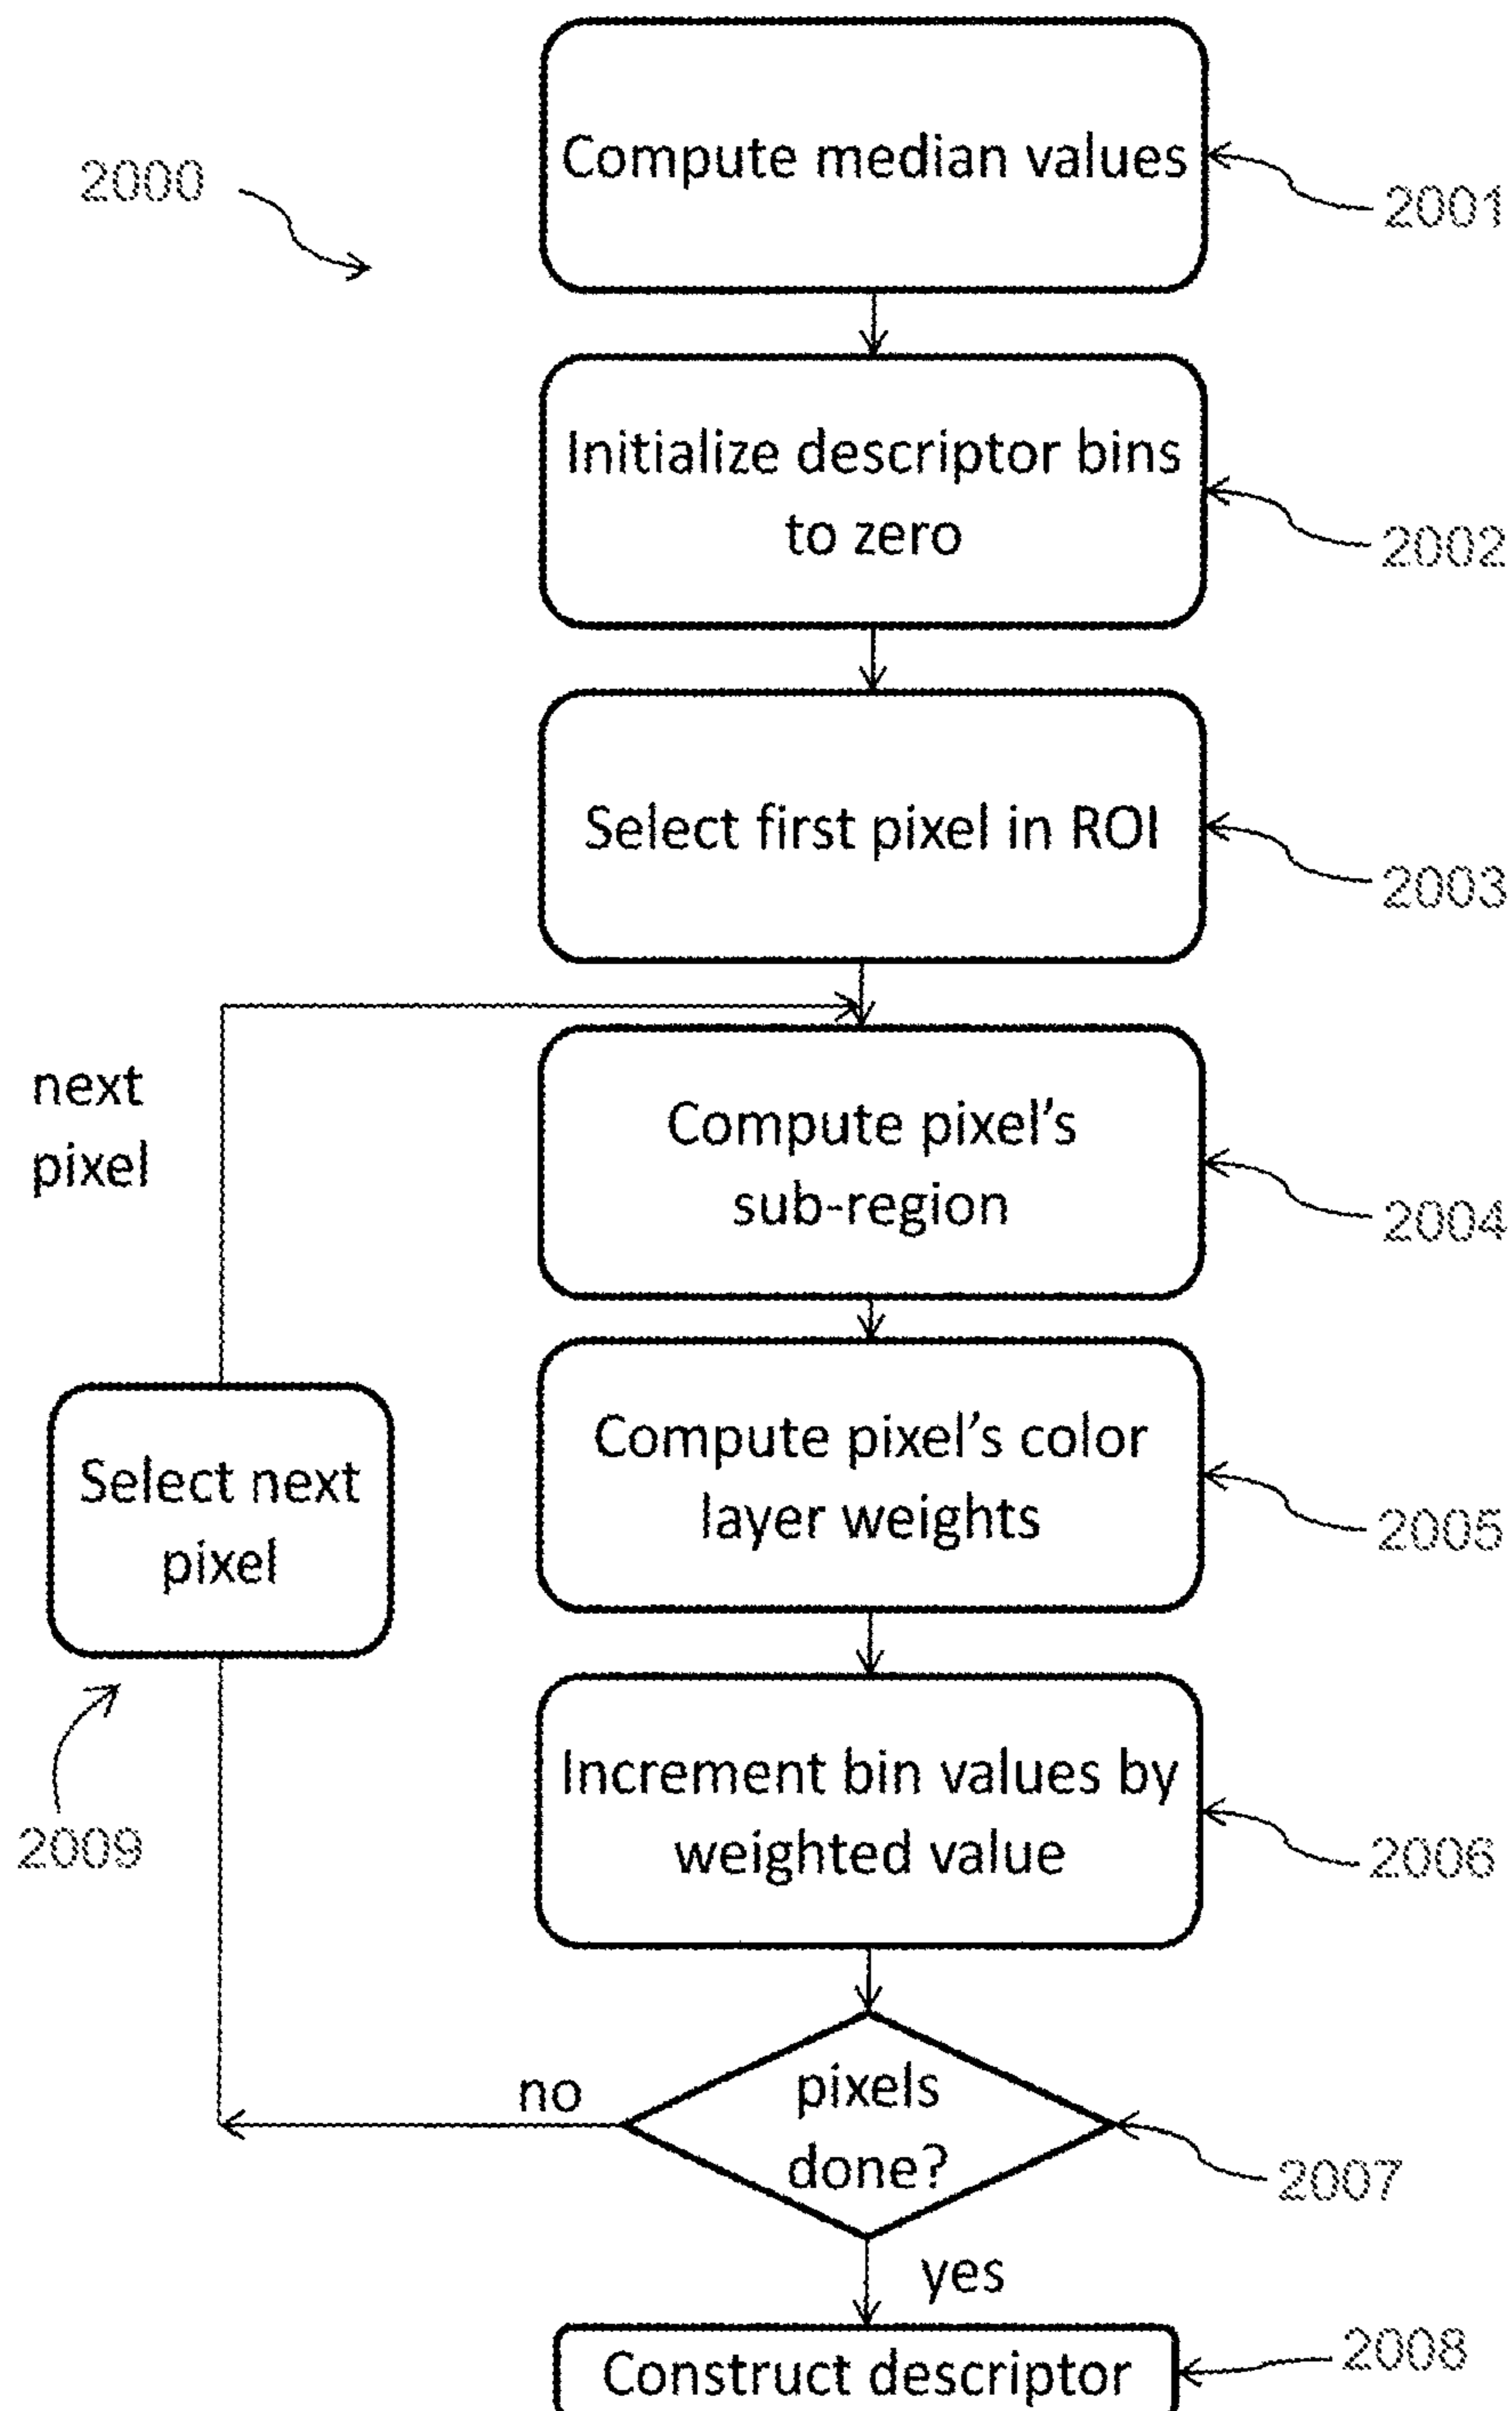 2000
Compute median values
2001
Initialize descriptor bins
to zero
2002
Select first pixel in ROI
2003
next
pixel
Compute pixel's
sub-region
2004
Compute pixel's color
layer weights
2005
Select next
pixel
2009
Increment bin values by
weighted value
2006
pixels
done?
no
2007
yes
Construct descriptor
2008